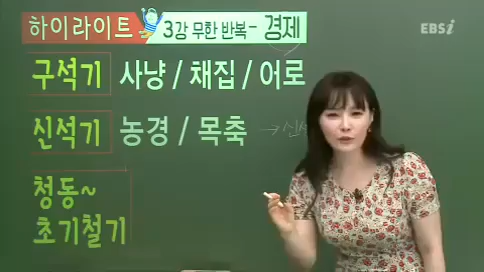 하이라이트 3강 무한 반복- 경제
EBSi
구석기 사냥 / 채집 / 어로
신석기 농경 / 목축
청동~
초기철기